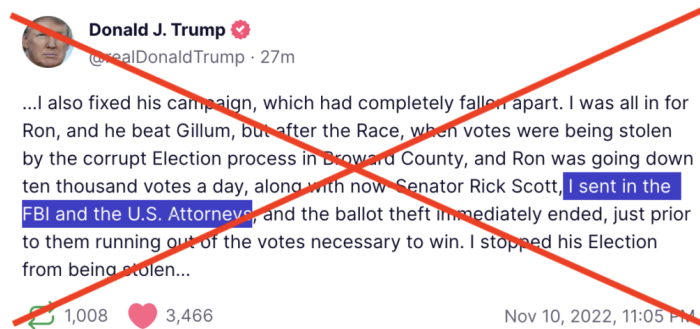 Donald J. Trump
@realDonaldTrump · 27m
...I also fixed his campaign, which had completely fallen apart. I was all in for
Ron, and he beat Gillum, but after the Race, when votes were being stolen
by the corrupt Election process in Broward County, and Ron was going down
ten thousand votes a day, along with now-Senator Rick Scott, I sent in the
FBI and the U.S. Attorneys, and the ballot theft immediately ended, just prior
to them running out of the votes necessary to win. I stopped his Election
from being stolen...
1,008 3,466 Nov 10, 2022, 11:05 PM